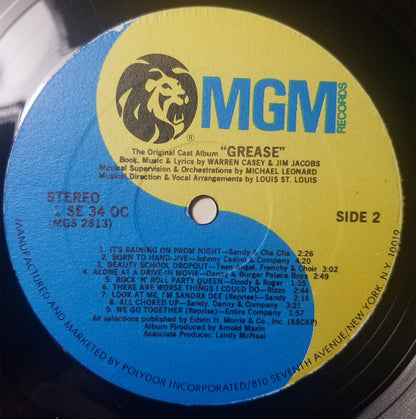 MGM
RECORDS
®
The Original Cast Album "GREASE"
Book, Music & Lyrics by WARREN CASEY & JIM JACOBS
Musical Supervision & Orchestrations by MICHAEL LEONARD
Musical Direction & Vocal Arrangements by LOUIS ST. LOUIS
STEREO
1 SE 34 OC
(MGS 2813)
SIDE 2
1. IT'S RAINING ON PROM NIGHT—Sandy & Cha Cha 2:26
2. BORN TO HAND-JIVE—Johnny Casino & Company 4:20
3. BEAUTY SCHOOL DROPOUT—Teen Angel, Frenchy & Choir 3:02
4. ALONE AT A DRIVE-IN MOVIE—Danny & Burger Palace Boys 2:49
5. ROCK 'N' ROLL PARTY QUEEN—Doody & Roger 1:35
6. THERE ARE WORSE THINGS I COULD DO—Rizzo 2:44
7. LOOK AT ME, I'M SANDRA DEE (Reprise)—Sandy 2:00
8. ALL CHOKED UP—Sandy, Danny & Company 3:21
9. WE GO TOGETHER (Reprise)—Entire Company 1:57
All selections published by Edwin H. Morris & Co., Inc. (ASCAP)
Album Produced by Arnold Maxin
Associate Producer: Landy McNeal
MANUFACTURED AND MARKETED BY POLYDOR INCORPORATED/810 SEVENTH AVENUE/NEW YORK, N.Y. 10019